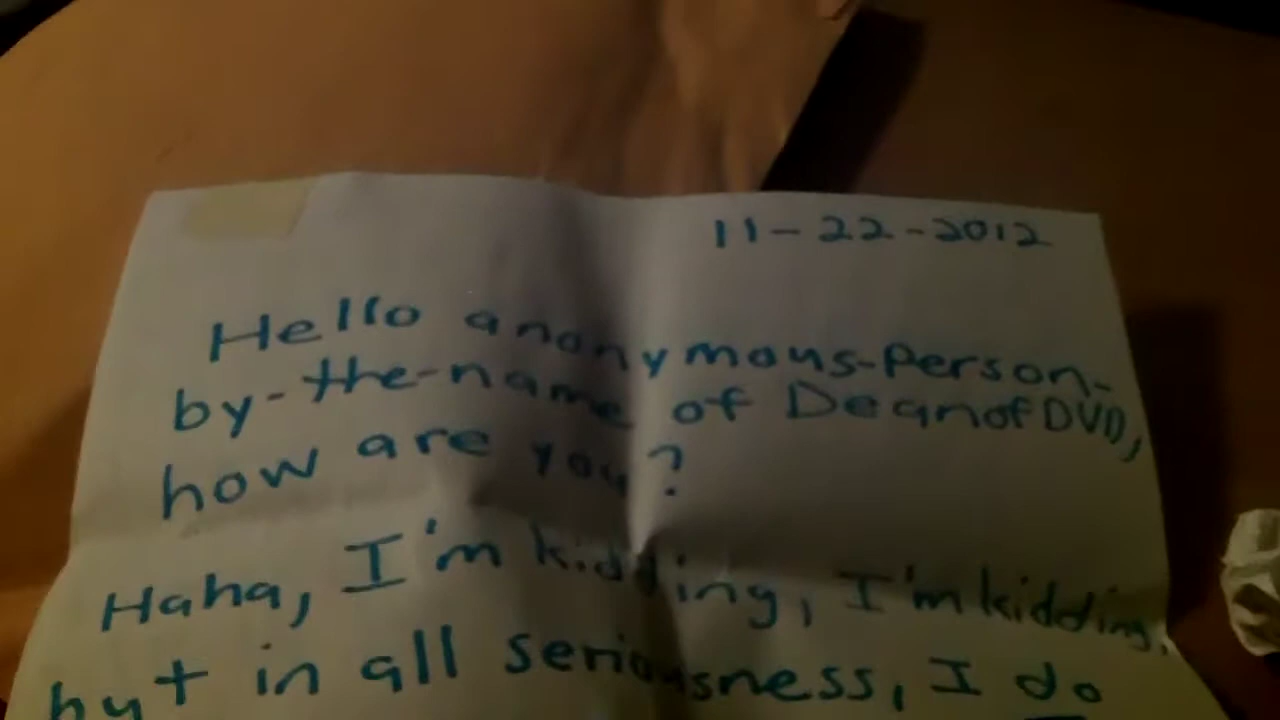 11-22-2012
Hello anonymous-Person-
by-the-name of DeanofDVD,
how are you?
Haha, I'm kidding, I'm kidding,
but in all seriousness, I do